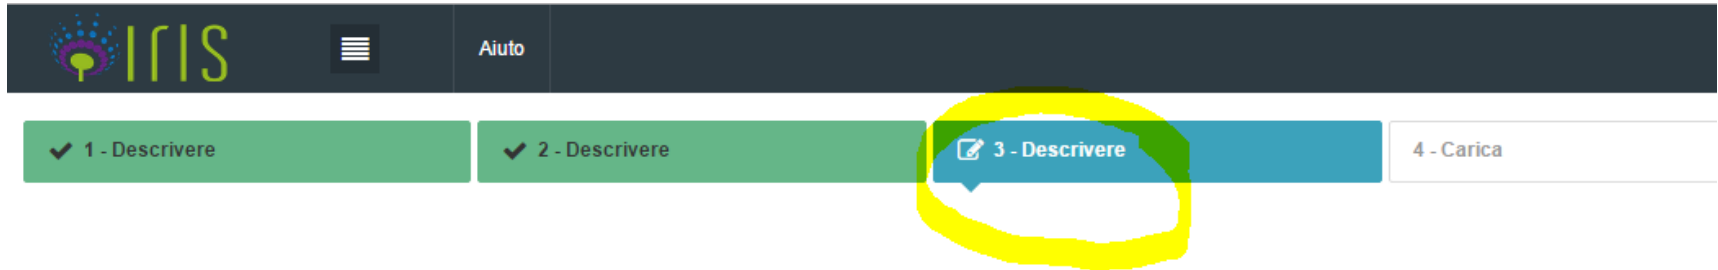 IRIS
Aiuto
1 - Descrivere
2 - Descrivere
3 - Descrivere
4 - Carica